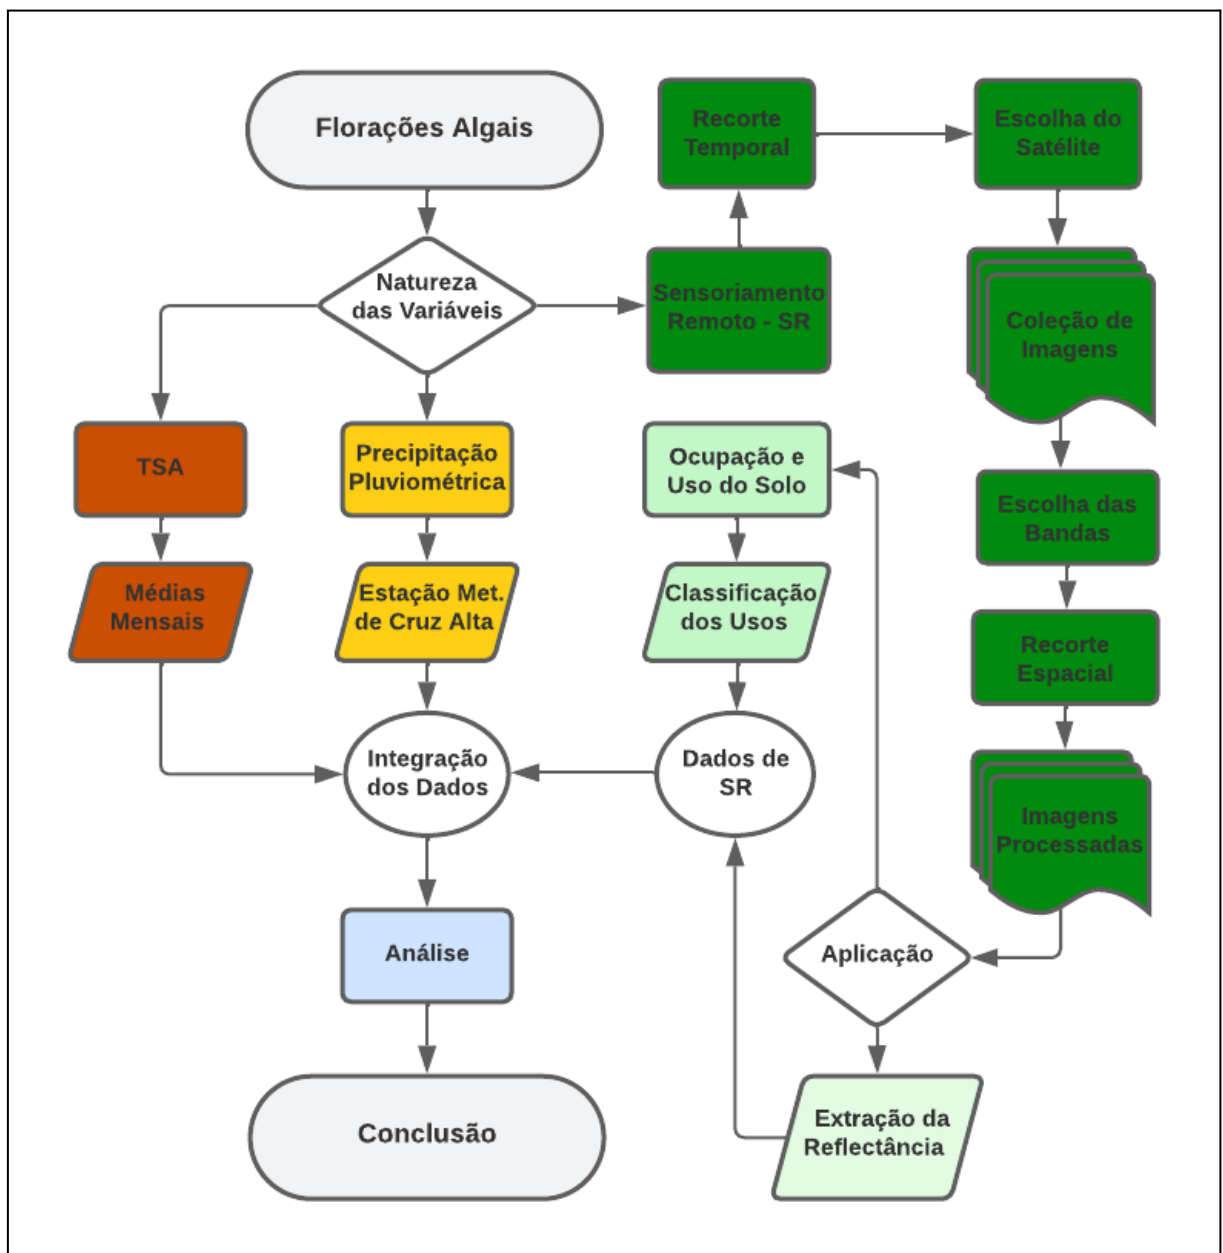 Florações Algais
Natureza
das Variáveis
TSA
Médias
Mensais
Precipitação
Pluviométrica
Estação Met.
de Cruz Alta
Sensoriamento
Remoto - SR
Recorte
Temporal
Escolha do
Satélite
Coleção de
Imagens
Escolha das
Bandas
Recorte
Espacial
Imagens
Processadas
Aplicação
Ocupação e
Uso do Solo
Classificação
dos Usos
Extração da
Reflectância
Dados de
SR
Integração
dos Dados
Análise
Conclusão